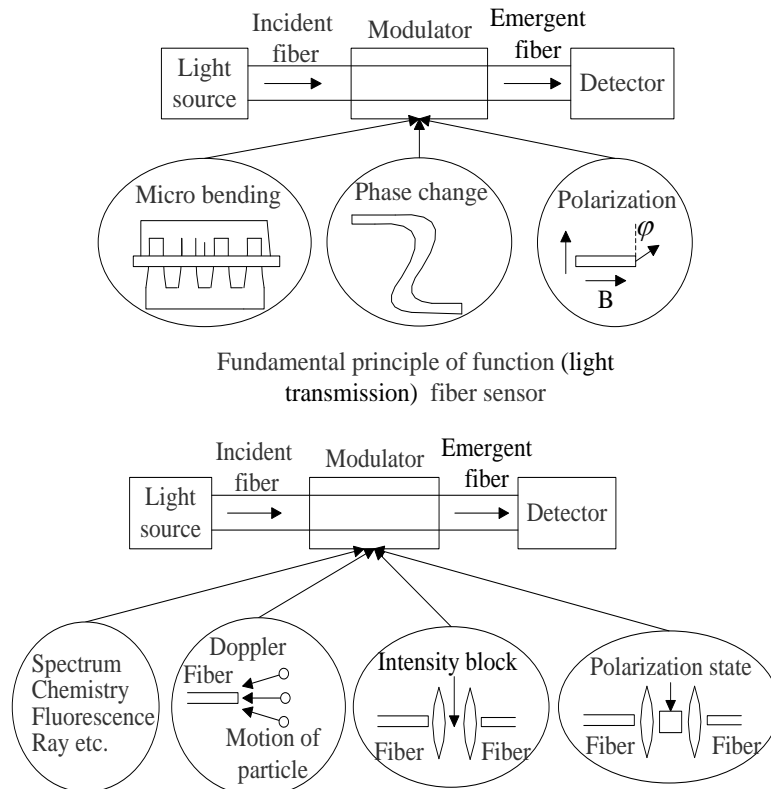 Incident
fiber
Modulator
Emergent
fiber
Light
source
Detector
Micro bending
Phase change
Polarization
φ
B
Fundamental principle of function (light
transmission) fiber sensor
Incident
fiber
Modulator
Emergent
fiber
Light
source
Detector
Spectrum
Chemistry
Fluorescence
Ray etc.
Doppler
Fiber
Motion of
particle
Intensity block
Fiber
Fiber
Polarization state
Fiber
Fiber